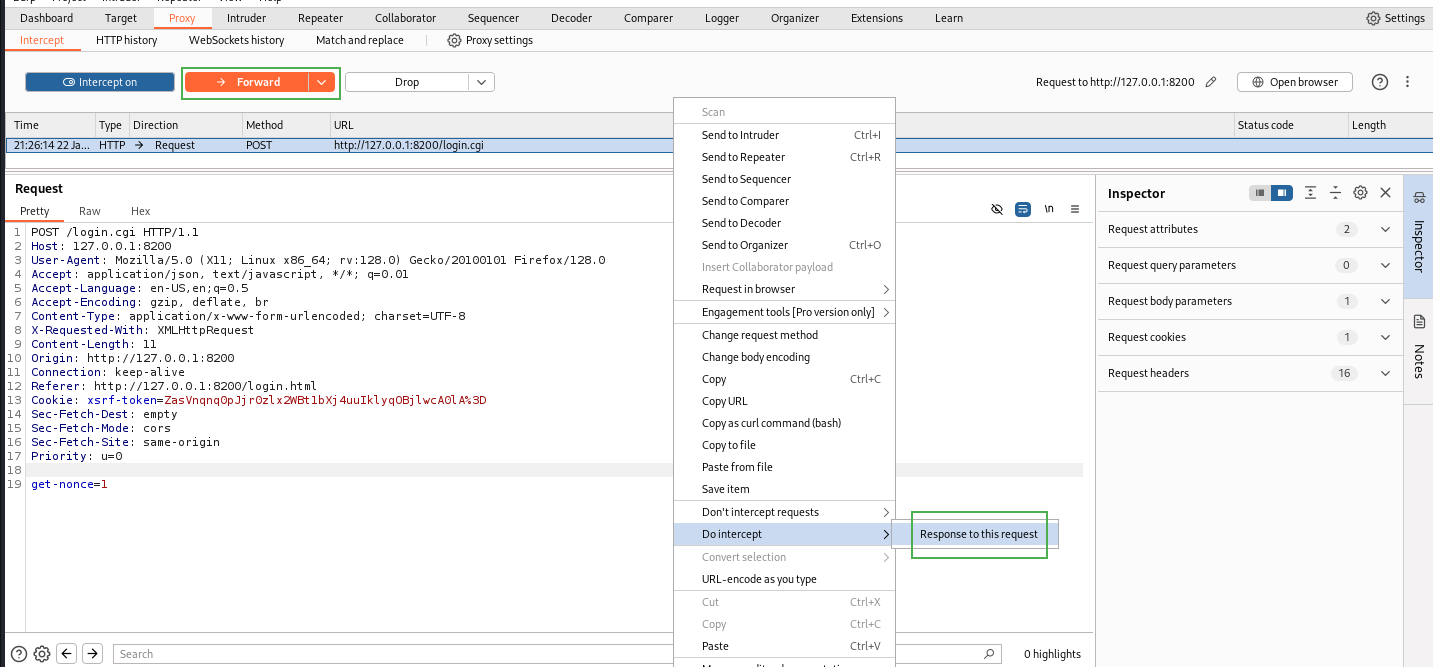 Dashboard Target Proxy Intruder Repeater Collaborator Sequencer Decoder Comparer Logger Organizer Extensions Learn Settings
Intercept HTTP history WebSockets history Match and replace Proxy settings
Intercept on Forward Drop Request to http://127.0.0.1:8200 Open browser
Time Type Direction Method URL Status code Length
21:26:14 22 Ja... HTTP Request POST http://127.0.0.1:8200/login.cgi
Request
Pretty Raw Hex \n
1 POST /login.cgi HTTP/1.1
2 Host: 127.0.0.1:8200
3 User-Agent: Mozilla/5.0 (X11; Linux x86_64; rv:128.0) Gecko/20100101 Firefox/128.0
4 Accept: application/json, text/javascript, */*; q=0.01
5 Accept-Language: en-US,en;q=0.5
6 Accept-Encoding: gzip, deflate, br
7 Content-Type: application/x-www-form-urlencoded; charset=UTF-8
8 X-Requested-With: XMLHttpRequest
9 Content-Length: 11
10 Origin: http://127.0.0.1:8200
11 Connection: keep-alive
12 Referer: http://127.0.0.1:8200/login.html
13 Cookie: xsrf-token=ZasVnqnq0pJjr0zlx2WBt1bXj4uuIklyqOBjlwcA0lA%3D
14 Sec-Fetch-Dest: empty
15 Sec-Fetch-Mode: cors
16 Sec-Fetch-Site: same-origin
17 Priority: u=0
18
19 get-nonce=1
Scan
Send to Intruder Ctrl+I
Send to Repeater Ctrl+R
Send to Sequencer
Send to Comparer
Send to Decoder
Send to Organizer Ctrl+O
Insert Collaborator payload
Request in browser
Engagement tools [Pro version only]
Change request method
Change body encoding
Copy Ctrl+C
Copy URL
Copy as curl command (bash)
Copy to file
Paste from file
Save item
Don't intercept requests
Do intercept
Response to this request
Convert selection
URL-encode as you type
Cut Ctrl+X
Copy Ctrl+C
Paste Ctrl+V
Inspector
Request attributes 2
Request query parameters 0
Request body parameters 1
Request cookies 1
Request headers 16
Inspector
Notes
Search
0 highlights